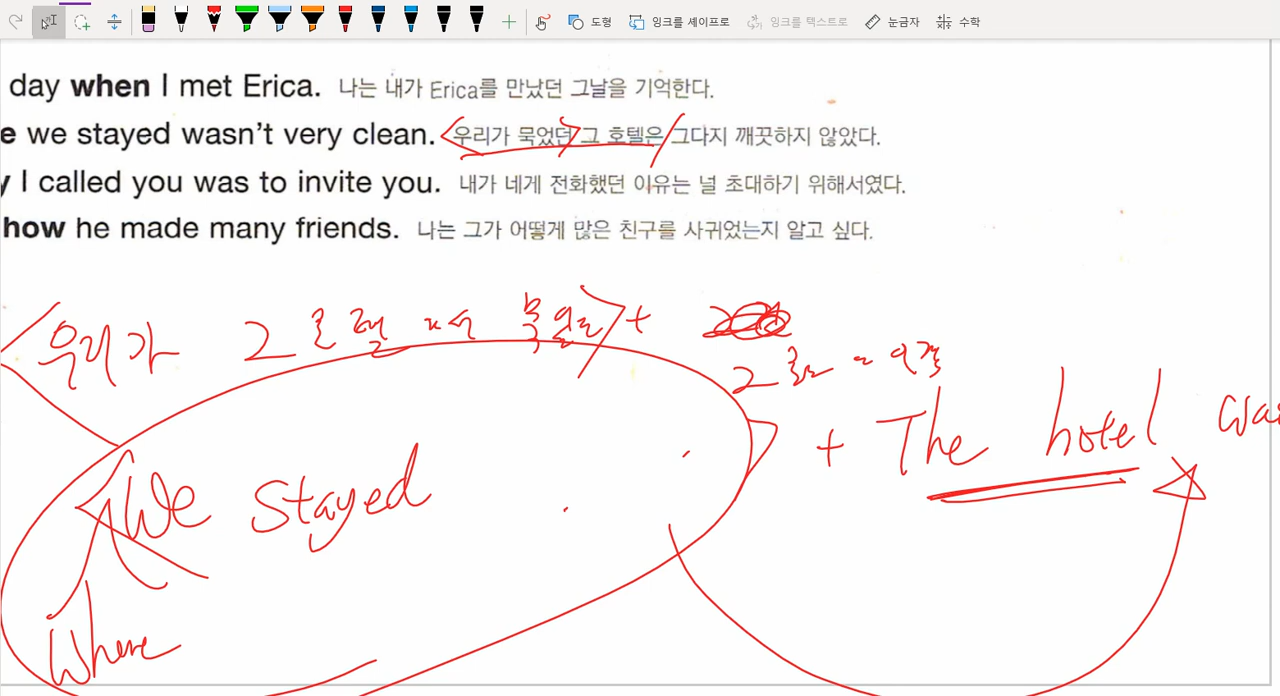 도형 잉크를 셰이프로 잉크를 텍스트로 눈금자 수학
day when I met Erica. 나는 내가 Erica를 만났던 그날을 기억한다.
e we stayed wasn't very clean. 우리가 묵었던 그 호텔은 그다지 깨끗하지 않았다.
y I called you was to invite you. 내가 네게 전화했던 이유는 널 초대하기 위해서였다.
how he made many friends. 나는 그가 어떻게 많은 친구를 사귀었는지 알고 싶다.
우리가 그 +
+ The hotel
We stayed
Where